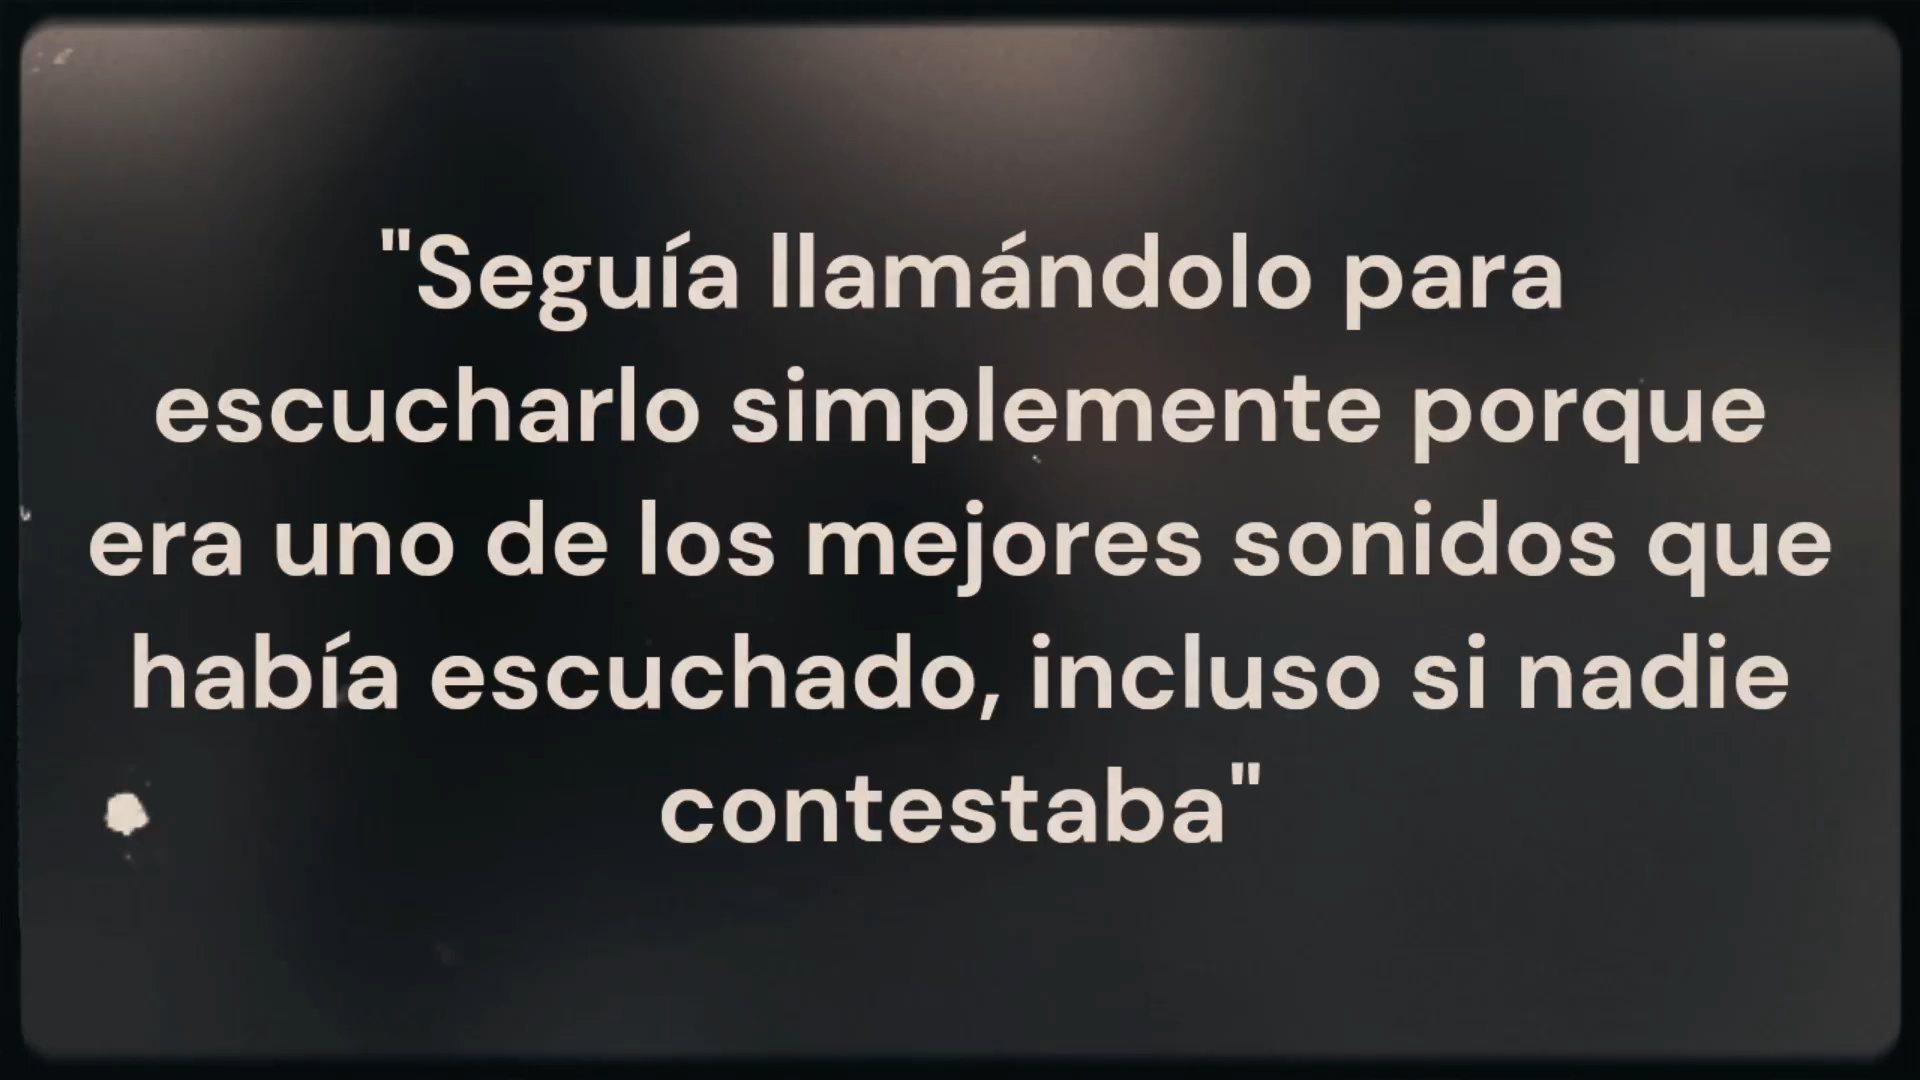 "Seguía llamándolo para
escucharlo simplemente porque
era uno de los mejores sonidos que
había escuchado, incluso si nadie
contestaba"